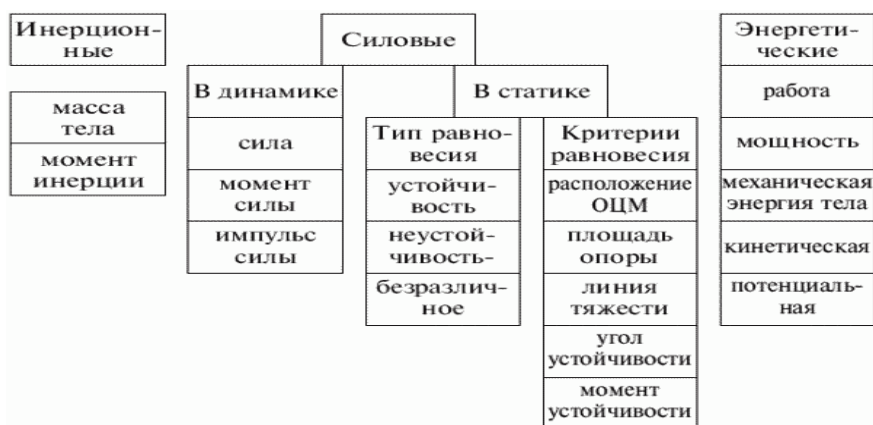 Инерцион-
ные
масса
тела
момент
инерции
Силовые
В динамике
сила
момент
силы
импульс
силы
В статике
Тип равно-
весия
устойчи-
вость
неустой-
чивость-
безразлич-
ное
Критерии
равновесия
расположение
ОЦМ
площадь
опоры
линия
тяжести
угол
устойчивости
момент
устойчивости
Энергети-
ческие
работа
мощность
механическая
энергия тела
кинетическая
потенциаль-
ная